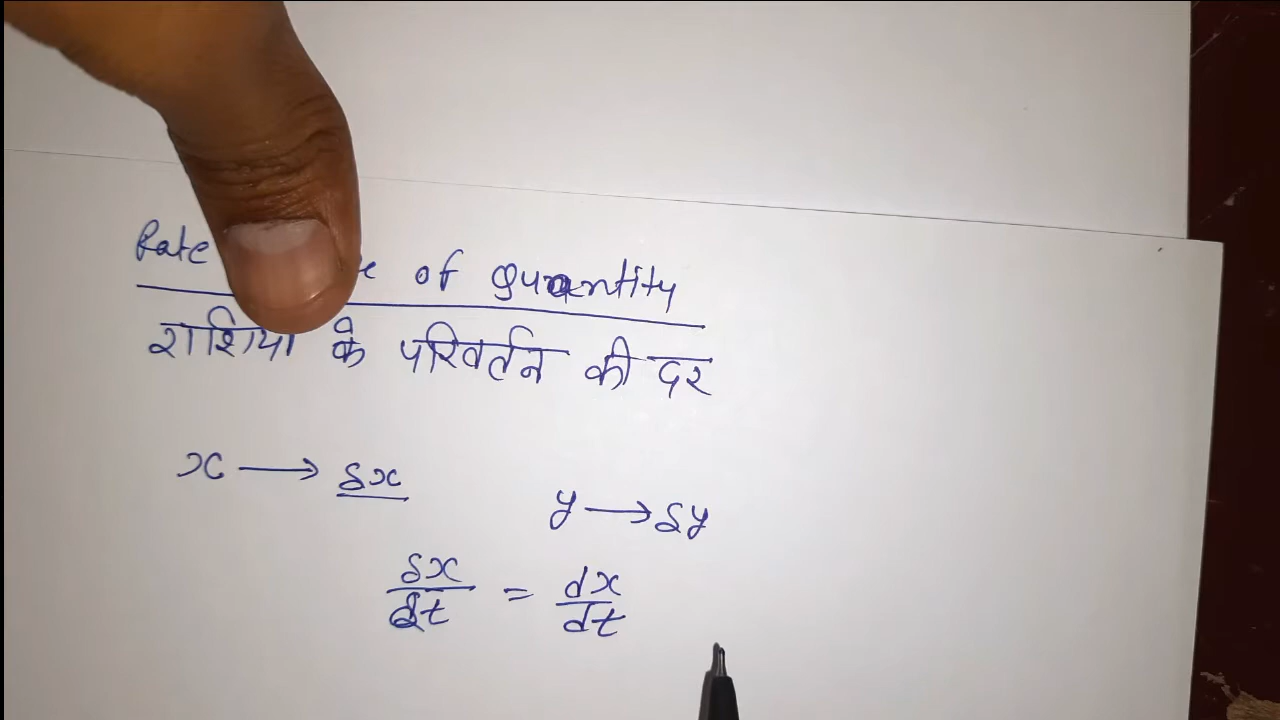 Rate e of quantity
राशिया के परिवर्तन की दर
x → δx
y → δy
δx/δt = dx/dt